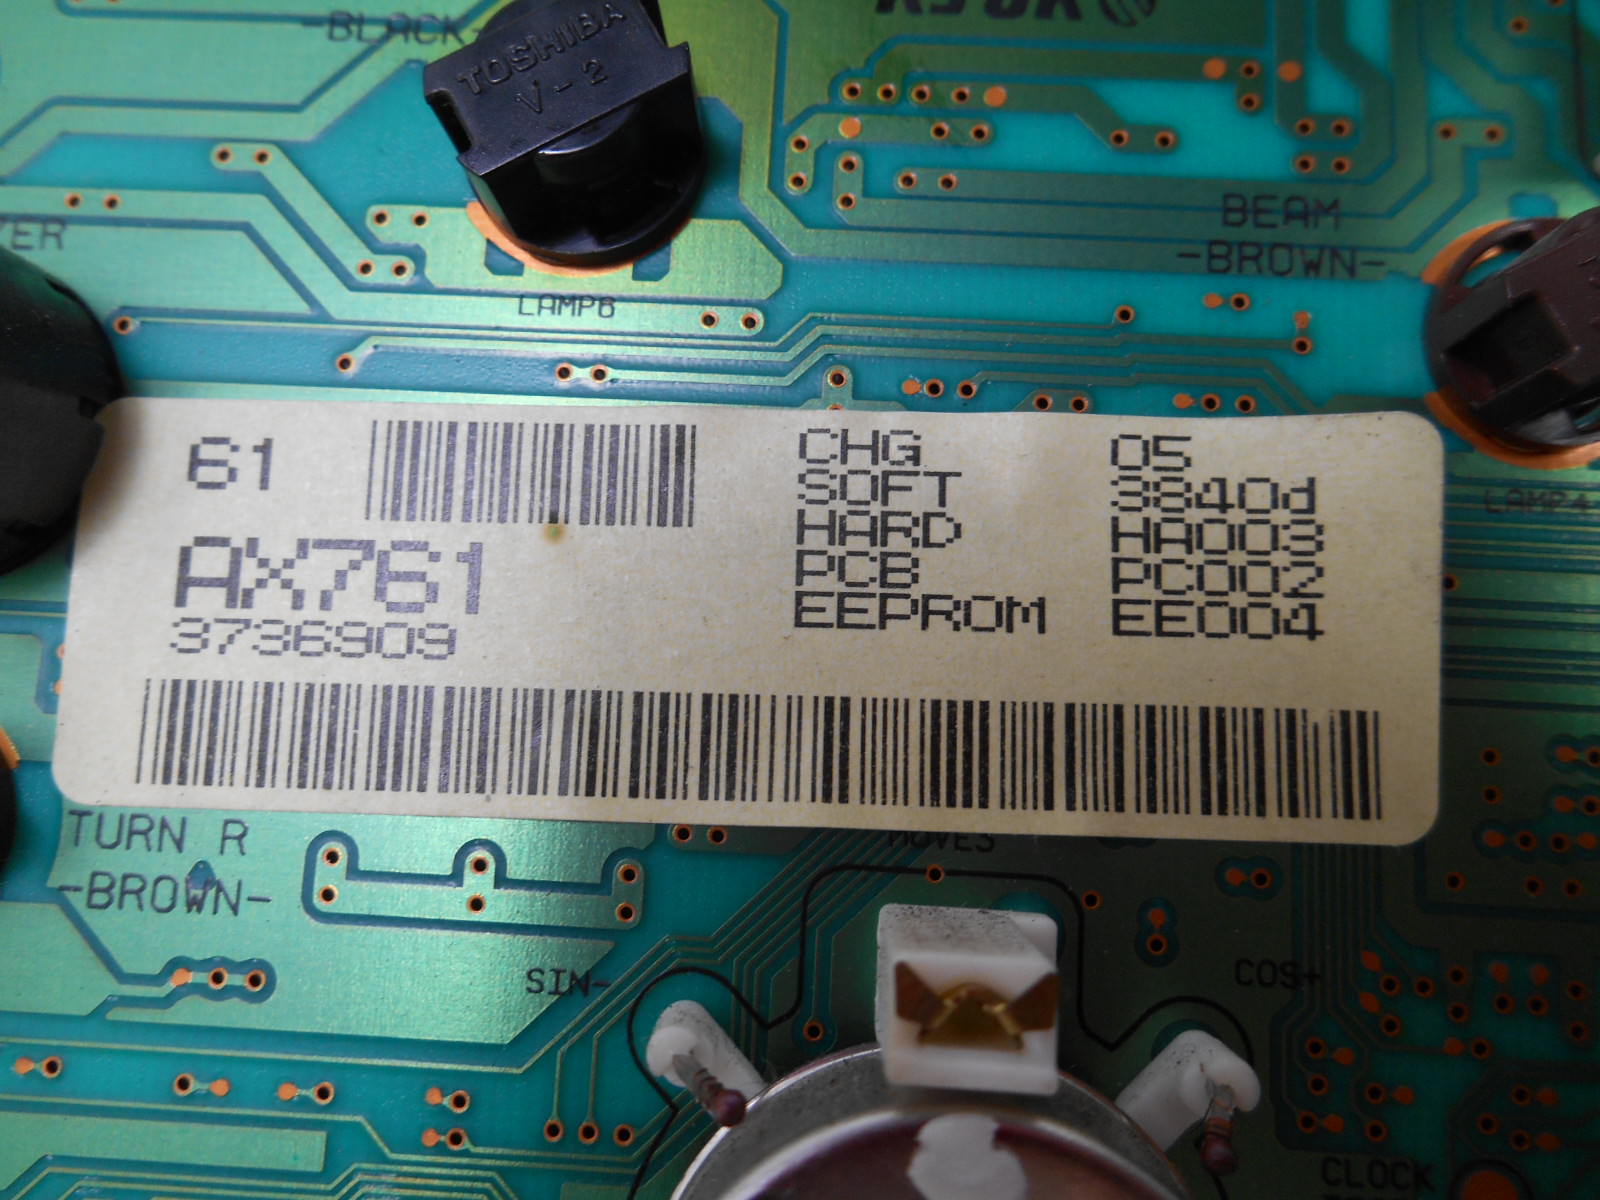 -BLACK-
TOSHIBA
V-2
BEAM
-BROWN-
LAMP6
61
AX761
3736909
CHG 05
SOFT 3840d
HARD HA003
PCB PC002
EEPROM EE004
LAMP4
TURN R
-BROWN-
SIN-
COS+
CLOCK